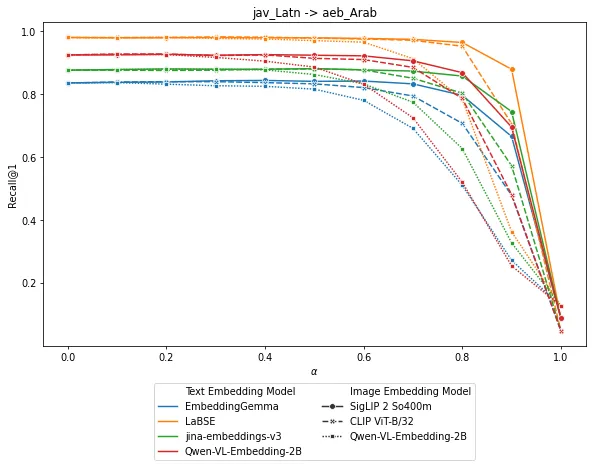 jav_Latn -> aeb_Arab
Recall@1
1.0
0.8
0.6
0.4
0.2
0.0 0.2 0.4 0.6 0.8 1.0
α
Text Embedding Model Image Embedding Model
EmbeddingGemma SigLIP 2 So400m
LaBSE CLIP ViT-B/32
jina-embeddings-v3 Qwen-VL-Embedding-2B
Qwen-VL-Embedding-2B